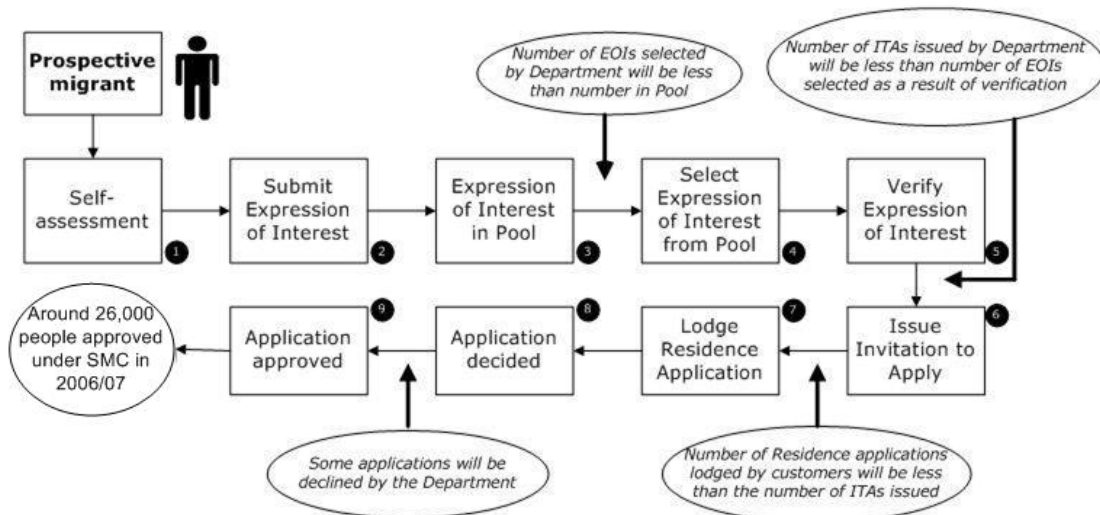 Prospective
migrant
Number of EOIs selected
by Department will be less
than number in Pool
Number of ITAs issued by Department
will be less than number of EOIs
selected as a result of verification
Self-
assessment
1
Submit
Expression
of Interest
2
Expression
of Interest
in Pool
3
Select
Expression
of Interest
from Pool
4
Verify
Expression
of Interest
5
Issue
Invitation to
Apply
6
Lodge
Residence
Application
7
Application
decided
8
Application
approved
9
Around 26,000
people approved
under SMC in
2006/07
Some applications will be
declined by the Department
Number of Residence applications
lodged by customers will be less
than the number of ITAs issued